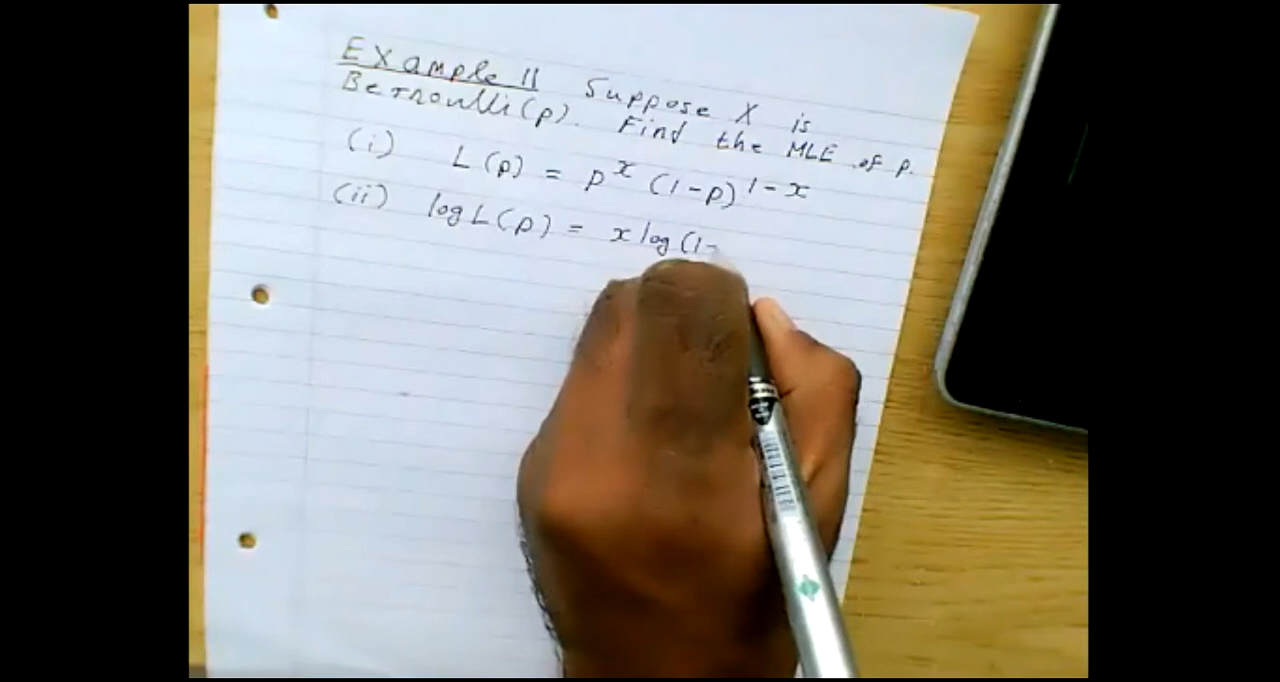 Example 11 Suppose X is
Bernoulli(p). Find the MLE of p.
(i) L(p) = p^x (1-p)^{1-x}
(ii) log L(p) = x log(1-